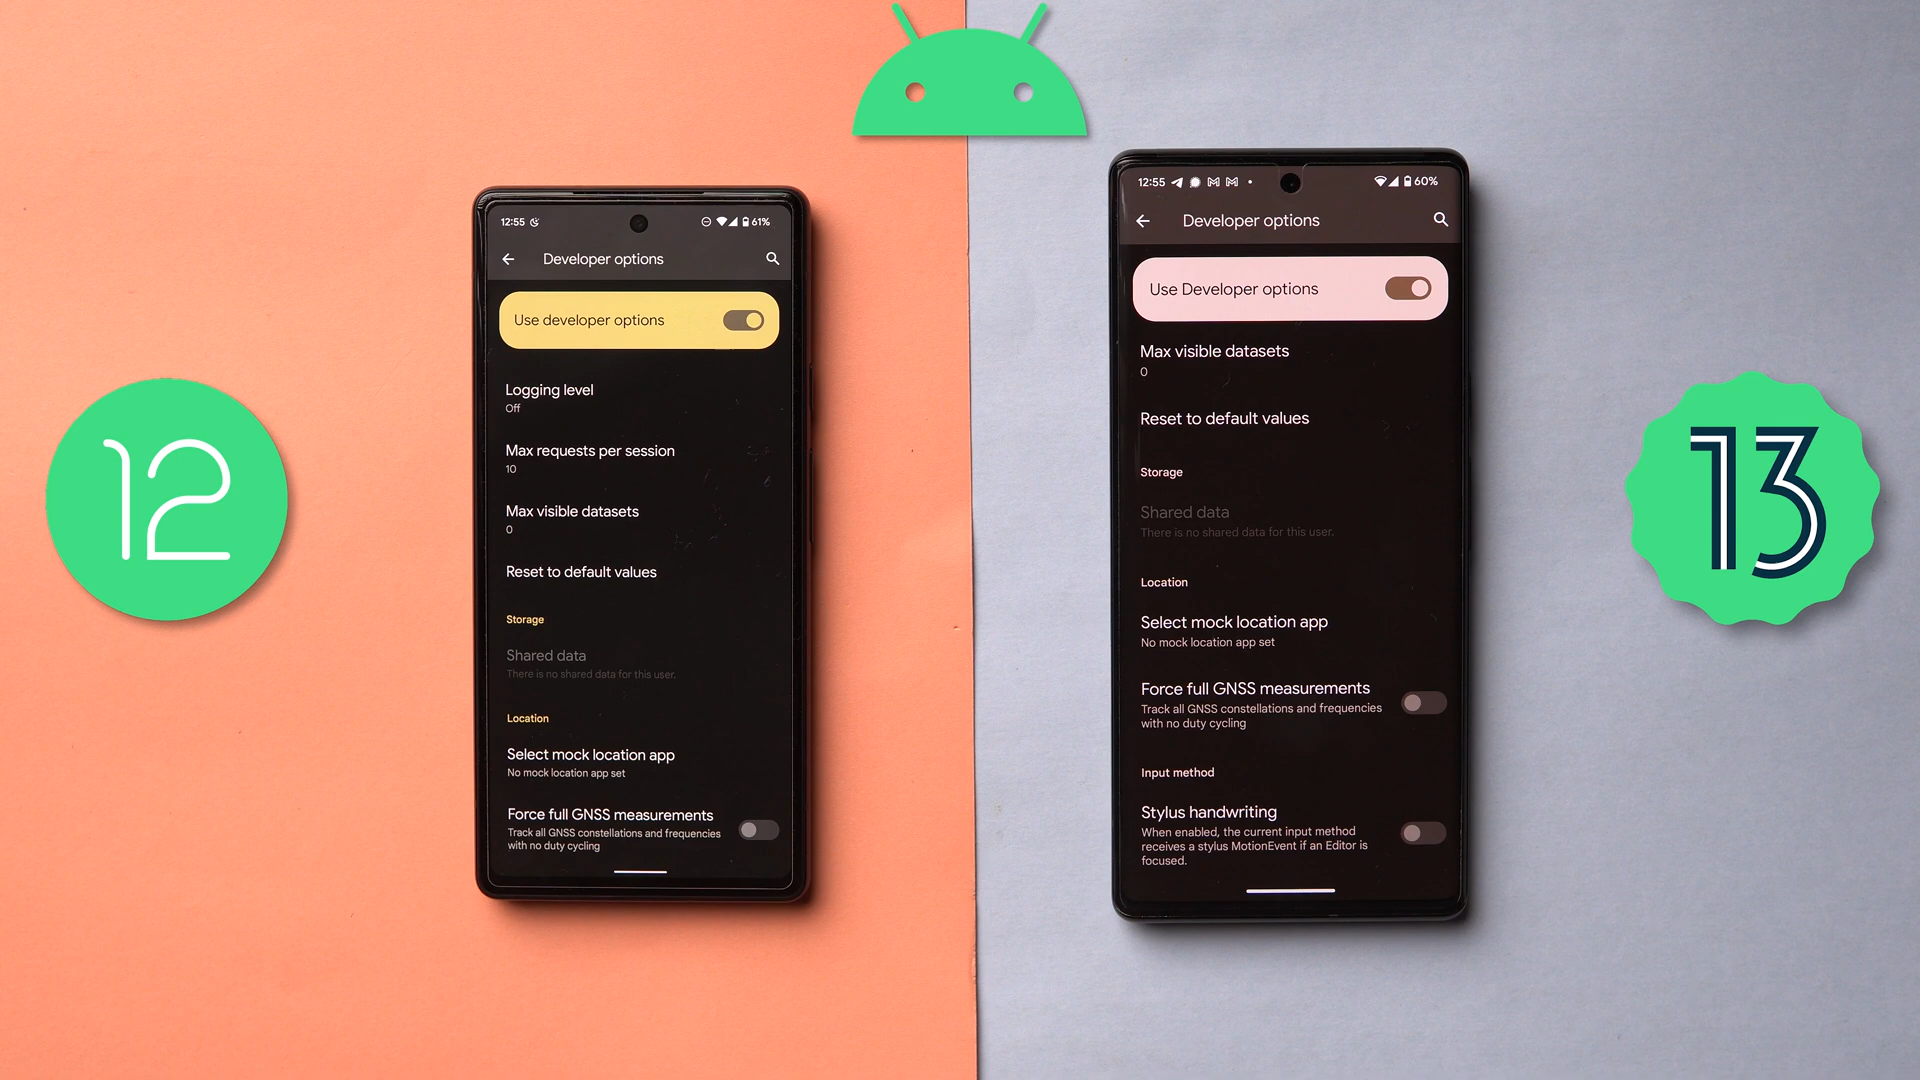 12
12:55
61%
Developer options
Use developer options
Logging level
Off
Max requests per session
10
Max visible datasets
0
Reset to default values
Storage
Shared data
There is no shared data for this user.
Location
Select mock location app
No mock location app set
Force full GNSS measurements
Track all GNSS constellations and frequencies
with no duty cycling
12:55
60%
Developer options
Use Developer options
Max visible datasets
0
Reset to default values
Storage
Shared data
There is no shared data for this user.
Location
Select mock location app
No mock location app set
Force full GNSS measurements
Track all GNSS constellations and frequencies
with no duty cycling
Input method
Stylus handwriting
When enabled, the current input method
receives a stylus MotionEvent if an Editor is
focused.
13